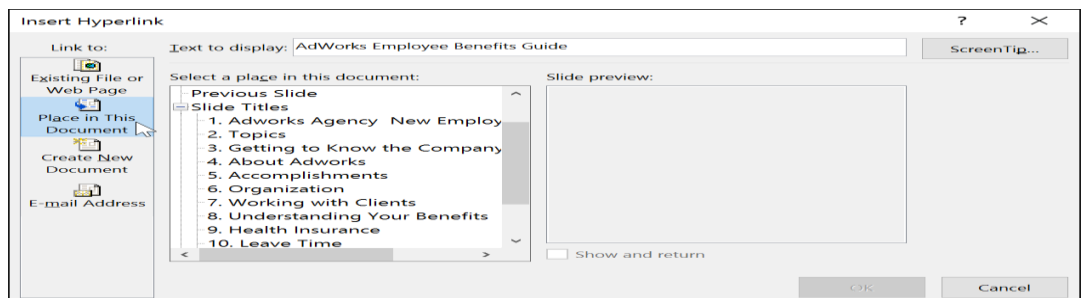 Insert Hyperlink
Link to:
Text to display: AdWorks Employee Benefits Guide
ScreenTip...
Existing File or
Web Page
Place in This
Document
Create New
Document
E-mail Address
Select a place in this document:
Previous Slide
Slide Titles
1. Adworks Agency New Employ
2. Topics
3. Getting to Know the Company
4. About Adworks
5. Accomplishments
6. Organization
7. Working with Clients
8. Understanding Your Benefits
9. Health Insurance
10. Leave Time
Slide preview:
Show and return
OK
Cancel